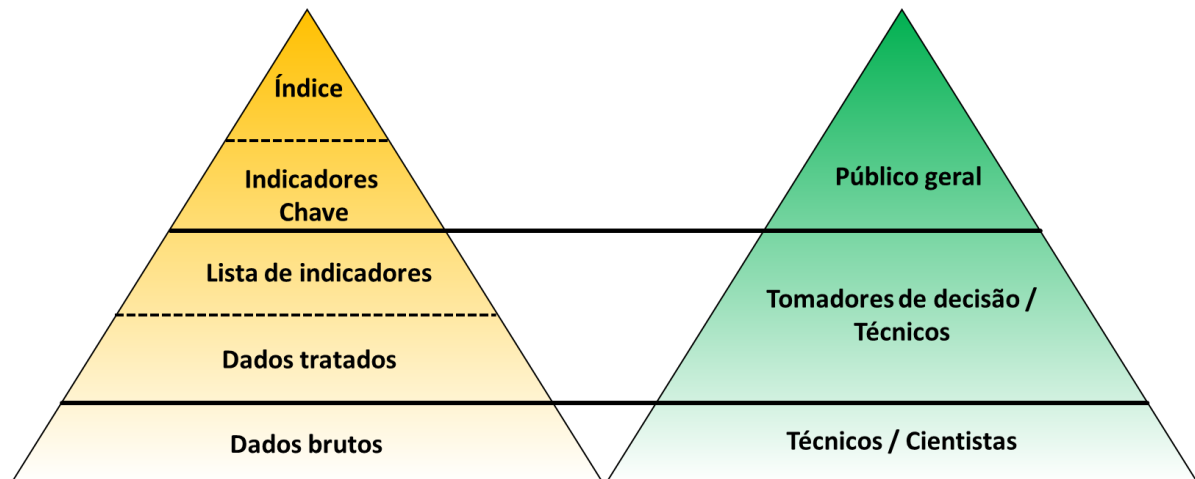 Índice
Indicadores
Chave
Lista de indicadores
Dados tratados
Dados brutos
Público geral
Tomadores de decisão /
Técnicos
Técnicos / Cientistas